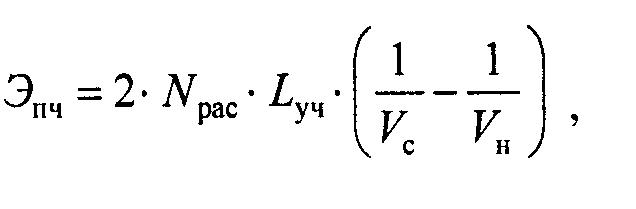 Э_пч = 2 · N_рас · L_уч · (1/V_с − 1/V_н) ,